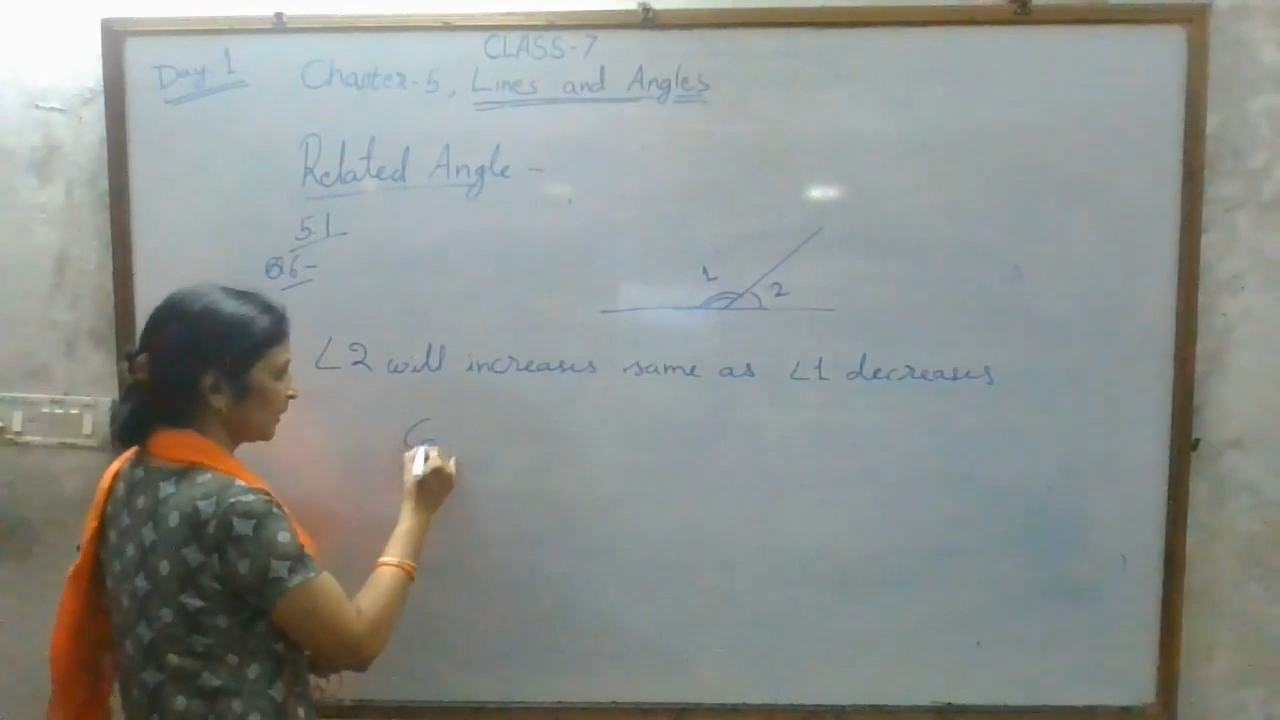 CLASS-7
Day.1
Chapter-5, Lines and Angles
Related Angle -
5.1
Q.6-
1
2
∠2 will increases same as ∠1 decreases